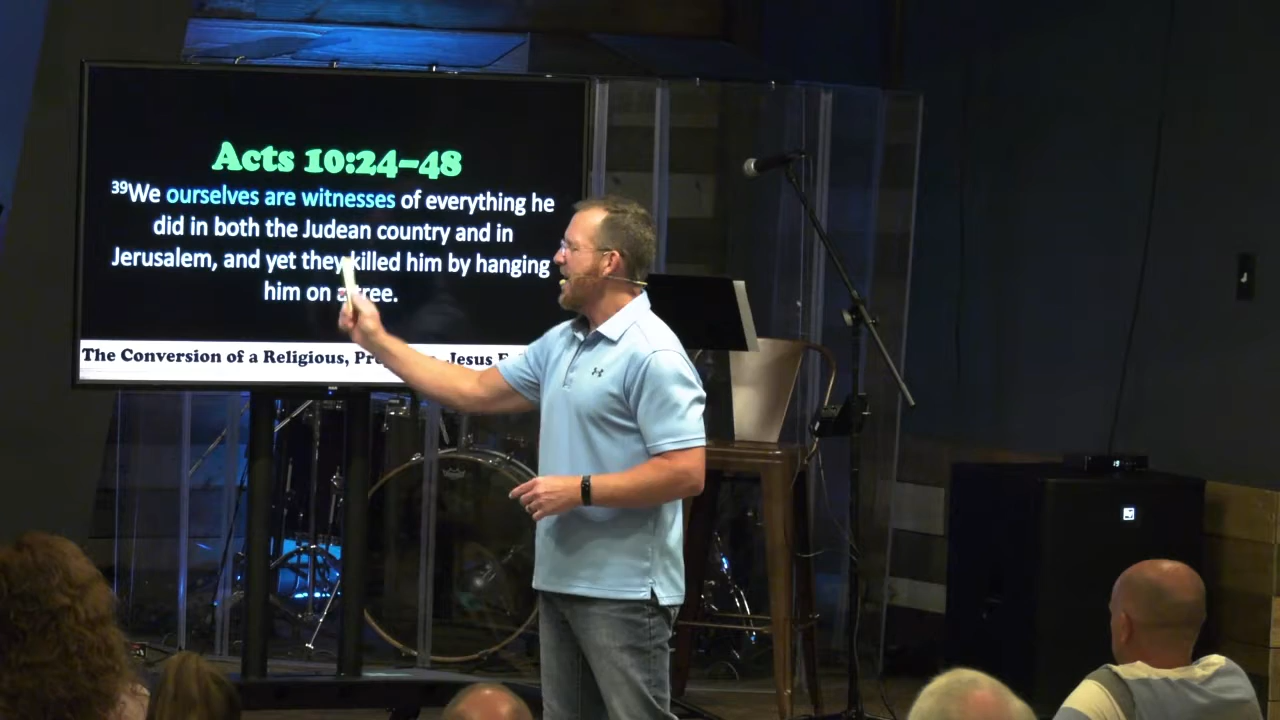 Acts 10:24–48
39We ourselves are witnesses of everything he
did in both the Judean country and in
Jerusalem, and yet they killed him by hanging
him on a tree.
The Conversion of a Religious, Jesus
REMO